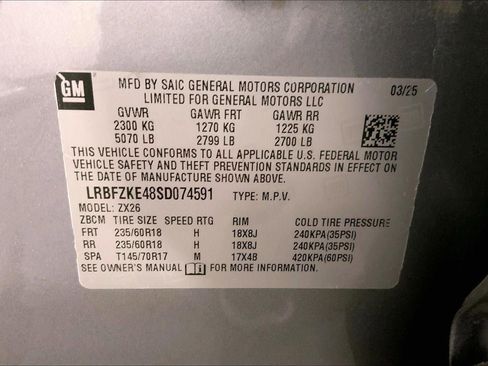 GM
MFD BY SAIC GENERAL MOTORS CORPORATION 03/25
LIMITED FOR GENERAL MOTORS LLC
GVWR GAWR FRT GAWR RR
2300 KG 1270 KG 1225 KG
5070 LB 2799 LB 2700 LB
THIS VEHICLE CONFORMS TO ALL APPLICABLE U.S. FEDERAL MOTOR
VEHICLE SAFETY AND THEFT PREVENTION STANDARDS IN EFFECT ON
THE DATE OF MANUFACTURE SHOWN ABOVE.
LRBFZKE48SD074591 TYPE: M.P.V.
MODEL: ZX26
ZBCM TIRE SIZE SPEED RTG RIM COLD TIRE PRESSURE
FRT 235/60R18 H 18X8J 240KPA(35PSI)
RR 235/60R18 H 18X8J 240KPA(35PSI)
SPA T145/70R17 M 17X4B 420KPA(60PSI)
SEE OWNER'S MANUAL FOR MORE INFORMATION